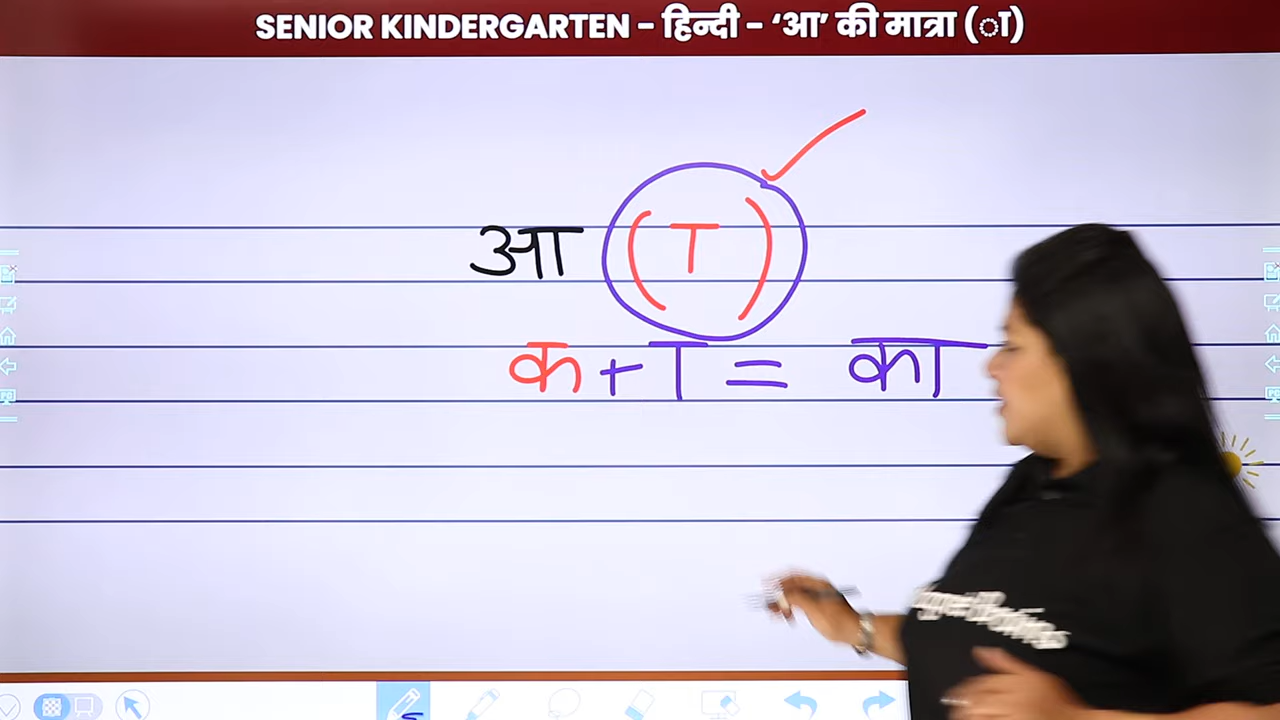 SENIOR KINDERGARTEN – हिन्दी – ‘आ’ की मात्रा (ा)
आ (ा)
क + ा = का